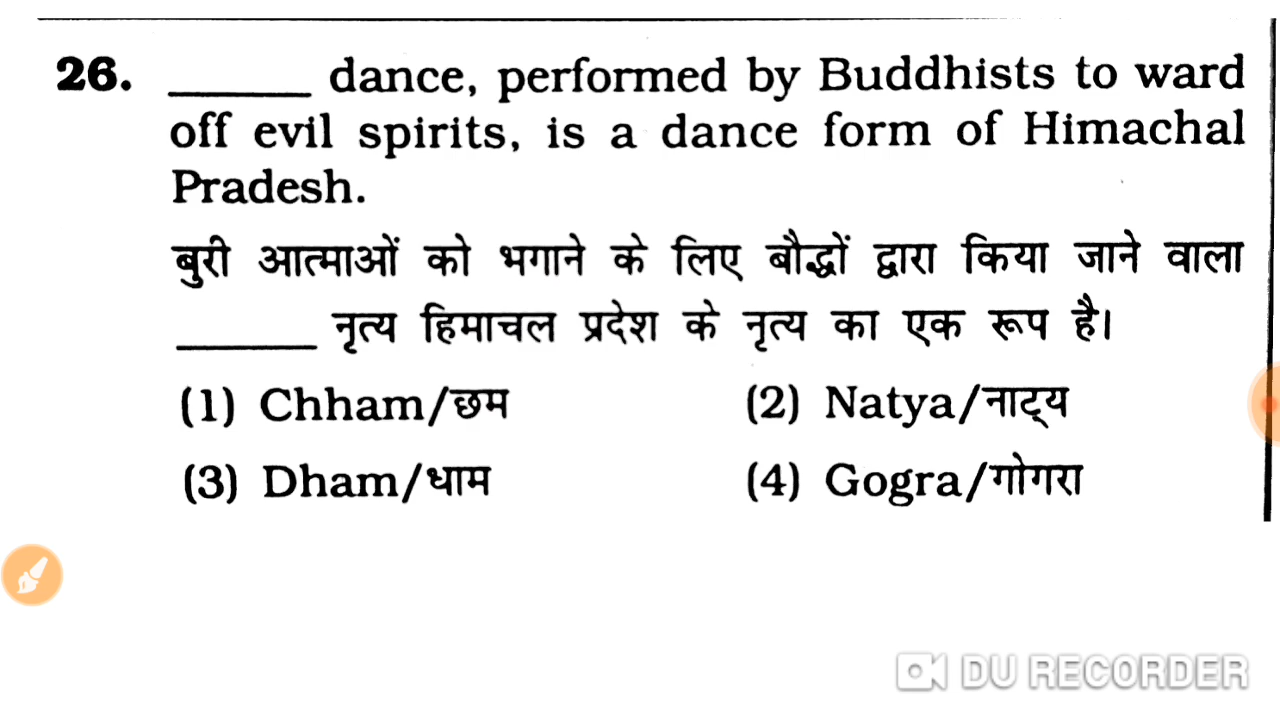 26. ______ dance, performed by Buddhists to ward
off evil spirits, is a dance form of Himachal
Pradesh.
बुरी आत्माओं को भगाने के लिए बौद्धों द्वारा किया जाने वाला
______ नृत्य हिमाचल प्रदेश के नृत्य का एक रूप है।
(1) Chham/छम (2) Natya/नाट्य
(3) Dham/धाम (4) Gogra/गोगरा
DU RECORDER